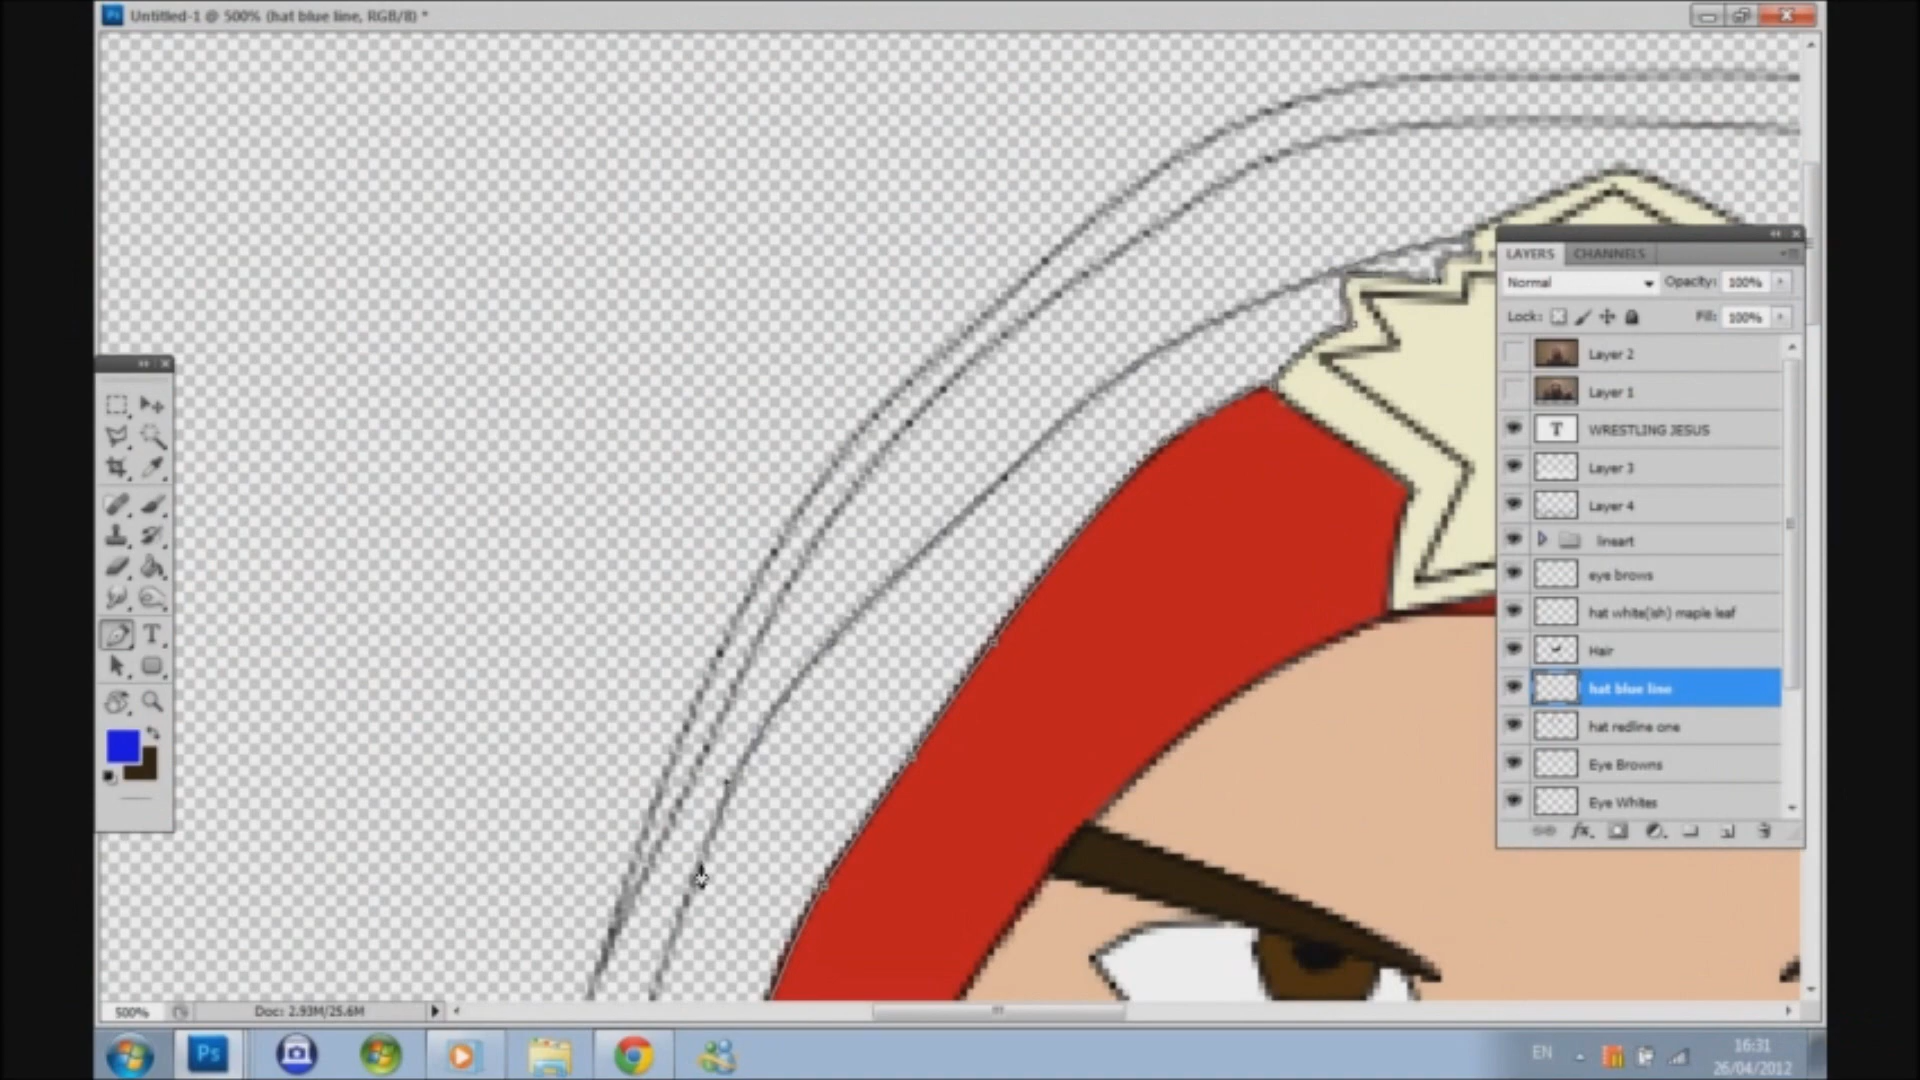 Untitled-1 @ 500% (hat blue line, RGB/8) *
LAYERS CHANNELS
Normal Opacity: 100%
Lock: Fill: 100%
Layer 2
Layer 1
T WRESTLING JESUS
Layer 3
Layer 4
lineart
eye brows
hat white(ish) maple leaf
Hair
hat blue line
hat redline one
Eye Browns
Eye Whites
fx
T
500% Doc: 2.93M/25.6M
Ps EN 16:31
26/04/2012